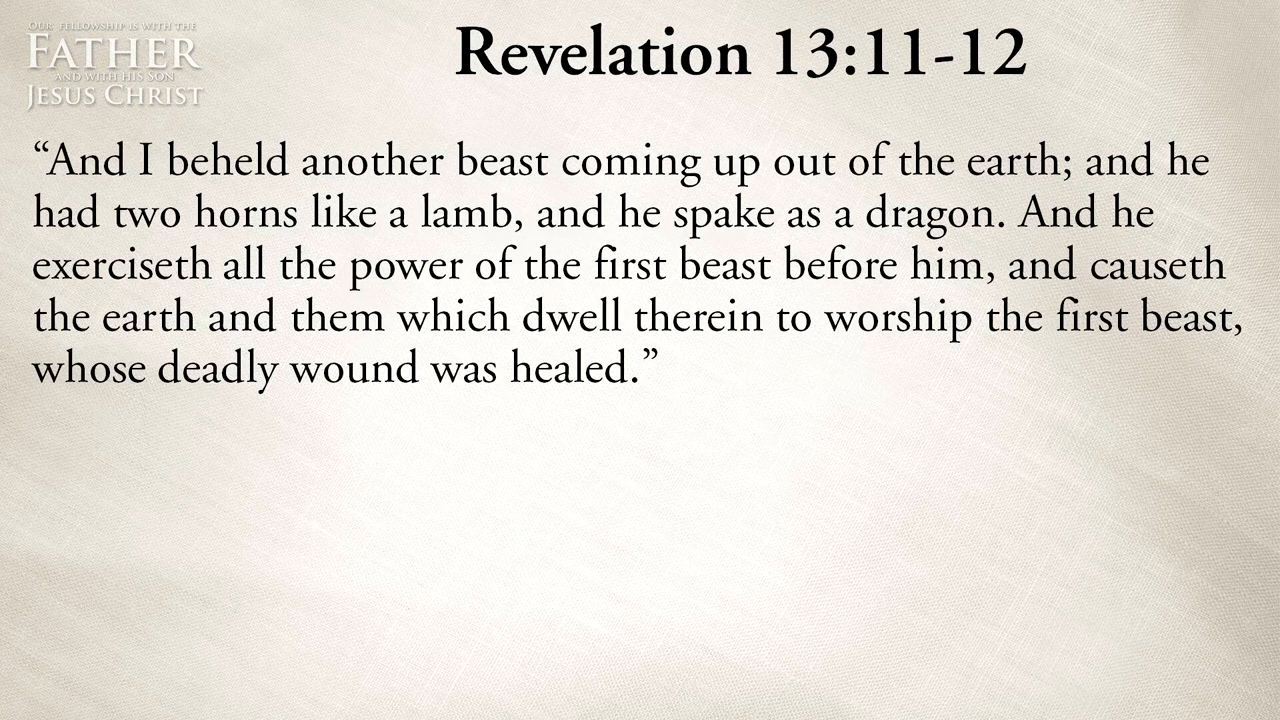 OUR FELLOWSHIP IS WITH THE
FATHER
AND WITH HIS SON
JESUS CHRIST
Revelation 13:11-12
“And I beheld another beast coming up out of the earth; and he
had two horns like a lamb, and he spake as a dragon. And he
exerciseth all the power of the first beast before him, and causeth
the earth and them which dwell therein to worship the first beast,
whose deadly wound was healed.”